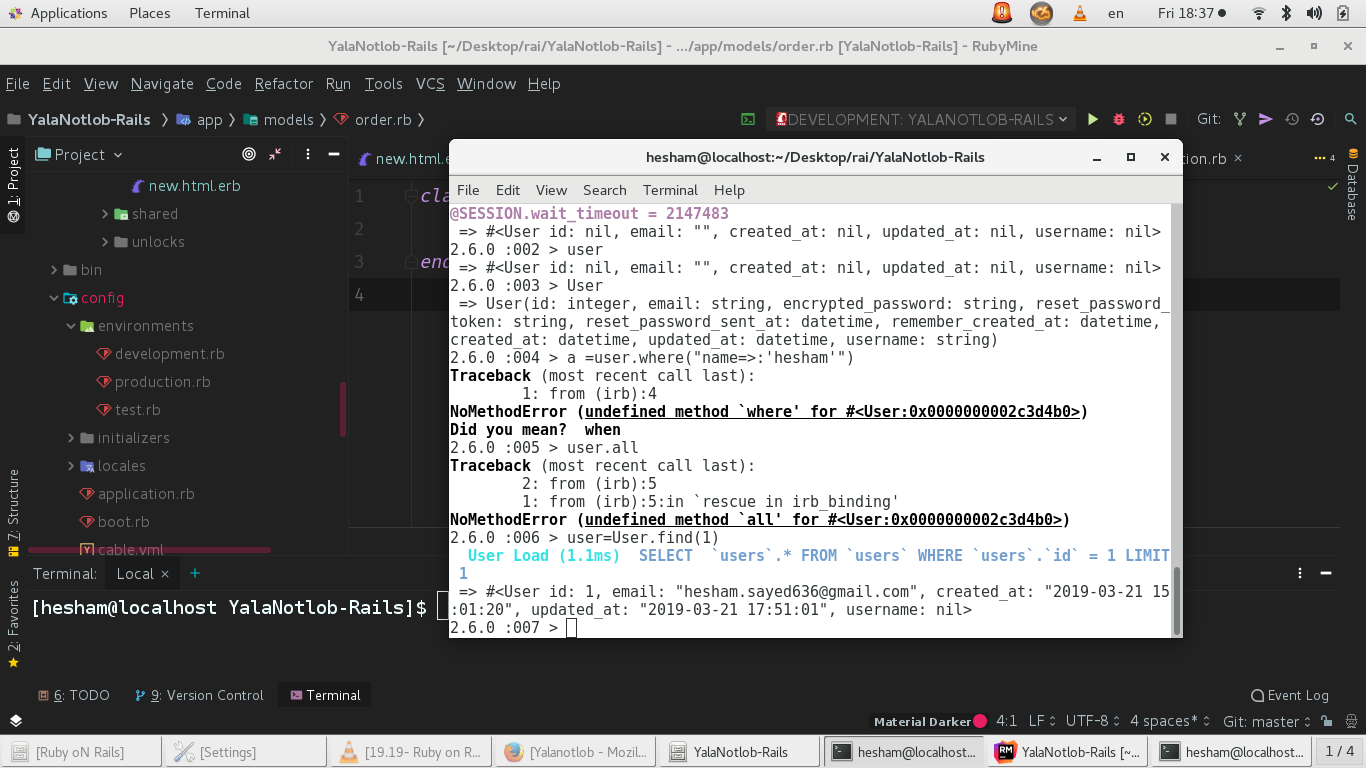 Applications Places Terminal en Fri 18:37
YalaNotlob-Rails [~/Desktop/rai/YalaNotlob-Rails] - .../app/models/order.rb [YalaNotlob-Rails] - RubyMine
File Edit View Navigate Code Refactor Run Tools VCS Window Help
YalaNotlob-Rails app models order.rb DEVELOPMENT: YALANOTLOB-RAILS Git:
1: Project
Project
new.html.erb
shared
unlocks
bin
config
environments
development.rb
production.rb
test.rb
initializers
locales
application.rb
boot.rb
cable.yml
7: Structure
2: Favorites
new.html.e
tion.rb
4
Database
1 cla
2
3 end
4
hesham@localhost:~/Desktop/rai/YalaNotlob-Rails
File Edit View Search Terminal Help
@SESSION.wait_timeout = 2147483
=> #<User id: nil, email: "", created_at: nil, updated_at: nil, username: nil>
2.6.0 :002 > user
=> #<User id: nil, email: "", created_at: nil, updated_at: nil, username: nil>
2.6.0 :003 > User
=> User(id: integer, email: string, encrypted_password: string, reset_password_
token: string, reset_password_sent_at: datetime, remember_created_at: datetime,
created_at: datetime, updated_at: datetime, username: string)
2.6.0 :004 > a =user.where("name=>:'hesham'")
Traceback (most recent call last):
1: from (irb):4
NoMethodError (undefined method `where' for #<User:0x0000000002c3d4b0>)
Did you mean?  when
2.6.0 :005 > user.all
Traceback (most recent call last):
2: from (irb):5
1: from (irb):5:in `rescue in irb_binding'
NoMethodError (undefined method `all' for #<User:0x0000000002c3d4b0>)
2.6.0 :006 > user=User.find(1)
User Load (1.1ms)  SELECT  `users`.* FROM `users` WHERE `users`.`id` = 1 LIMIT
1
=> #<User id: 1, email: "hesham.sayed636@gmail.com", created_at: "2019-03-21 15
:01:20", updated_at: "2019-03-21 17:51:01", username: nil>
2.6.0 :007 >
Terminal: Local × +
[hesham@localhost YalaNotlob-Rails]$
6: TODO 9: Version Control Terminal Event Log
Material Darker 4:1 LF UTF-8 4 spaces* Git: master
[Ruby oN Rails] [Settings] [19.19- Ruby on R... [Yalanotlob - Mozil... YalaNotlob-Rails hesham@localhost... YalaNotlob-Rails [~... hesham@localhost... 1 / 4